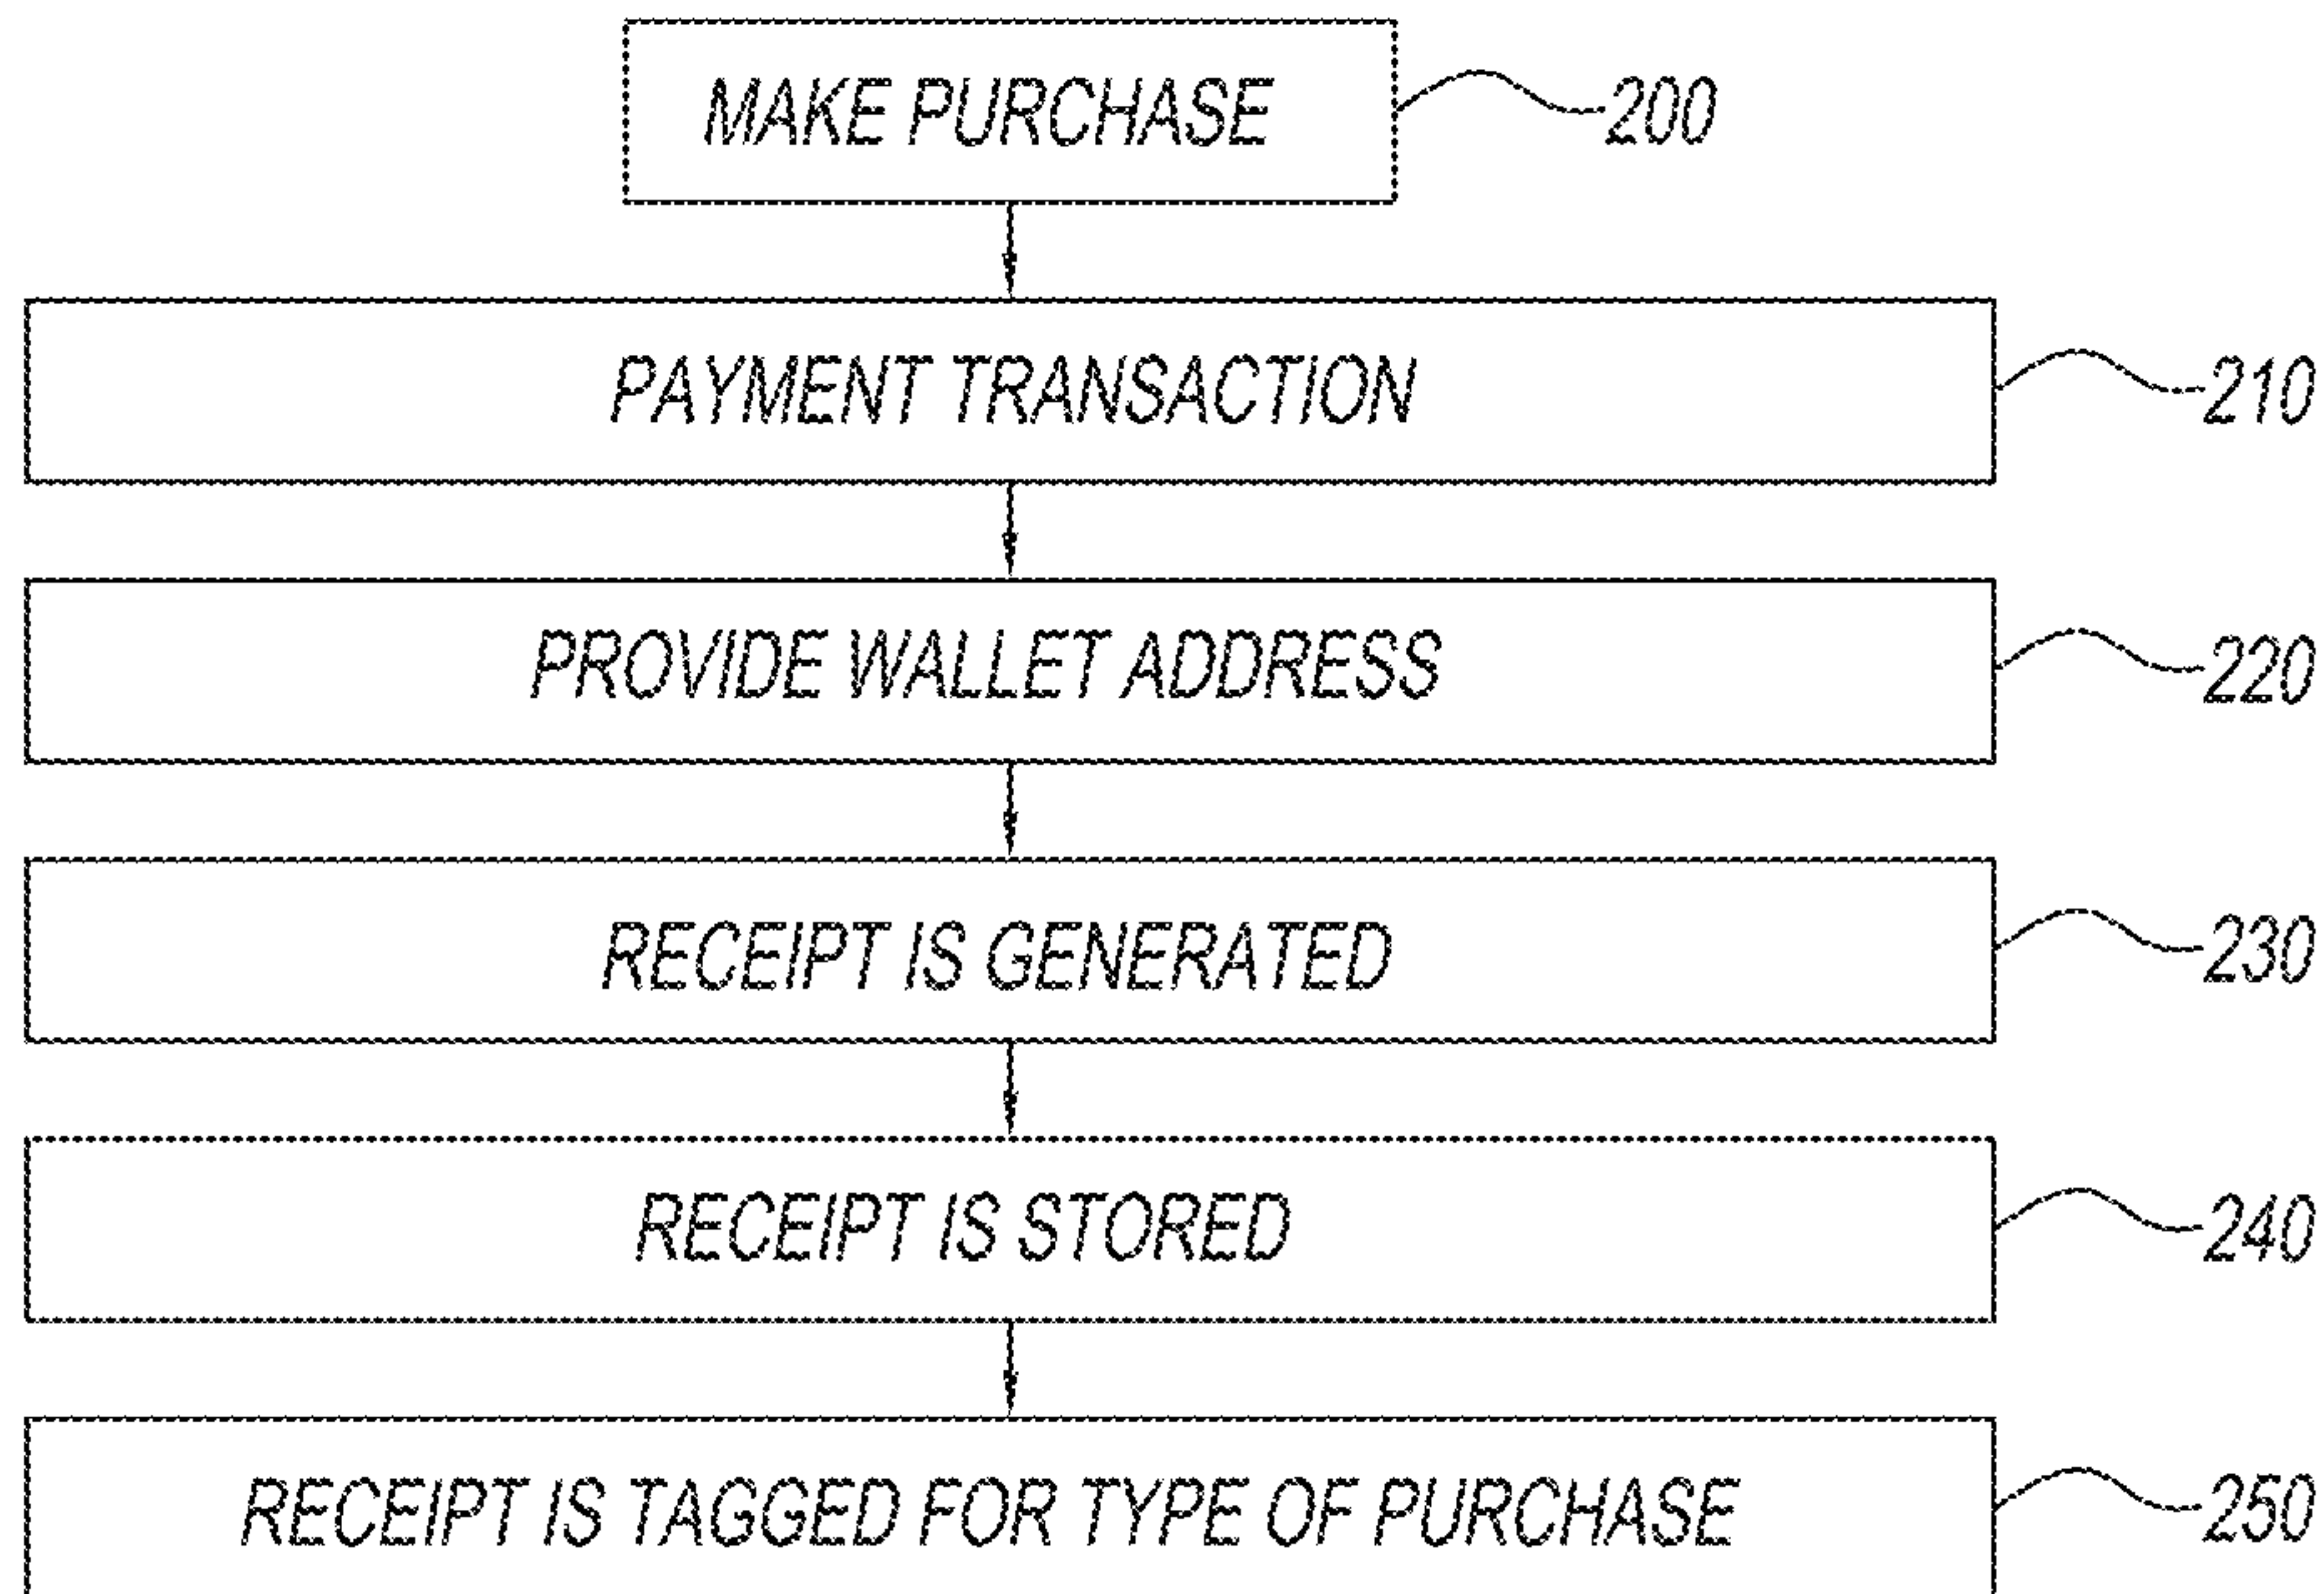 MAKE PURCHASE 200
PAYMENT TRANSACTION 210
PROVIDE WALLET ADDRESS 220
RECEIPT IS GENERATED 230
RECEIPT IS STORED 240
RECEIPT IS TAGGED FOR TYPE OF PURCHASE 250